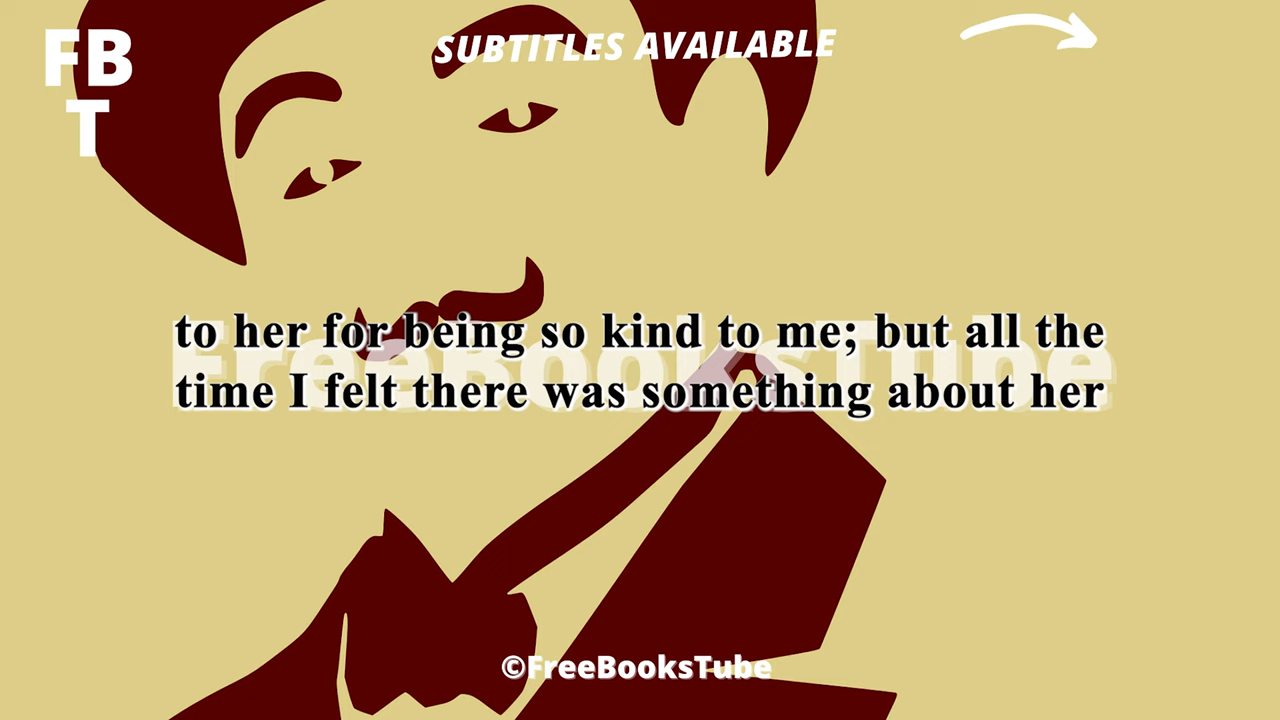 FB
T
SUBTITLES AVAILABLE
to her for being so kind to me; but all the
time I felt there was something about her
FreeBooksTube
©FreeBooksTube